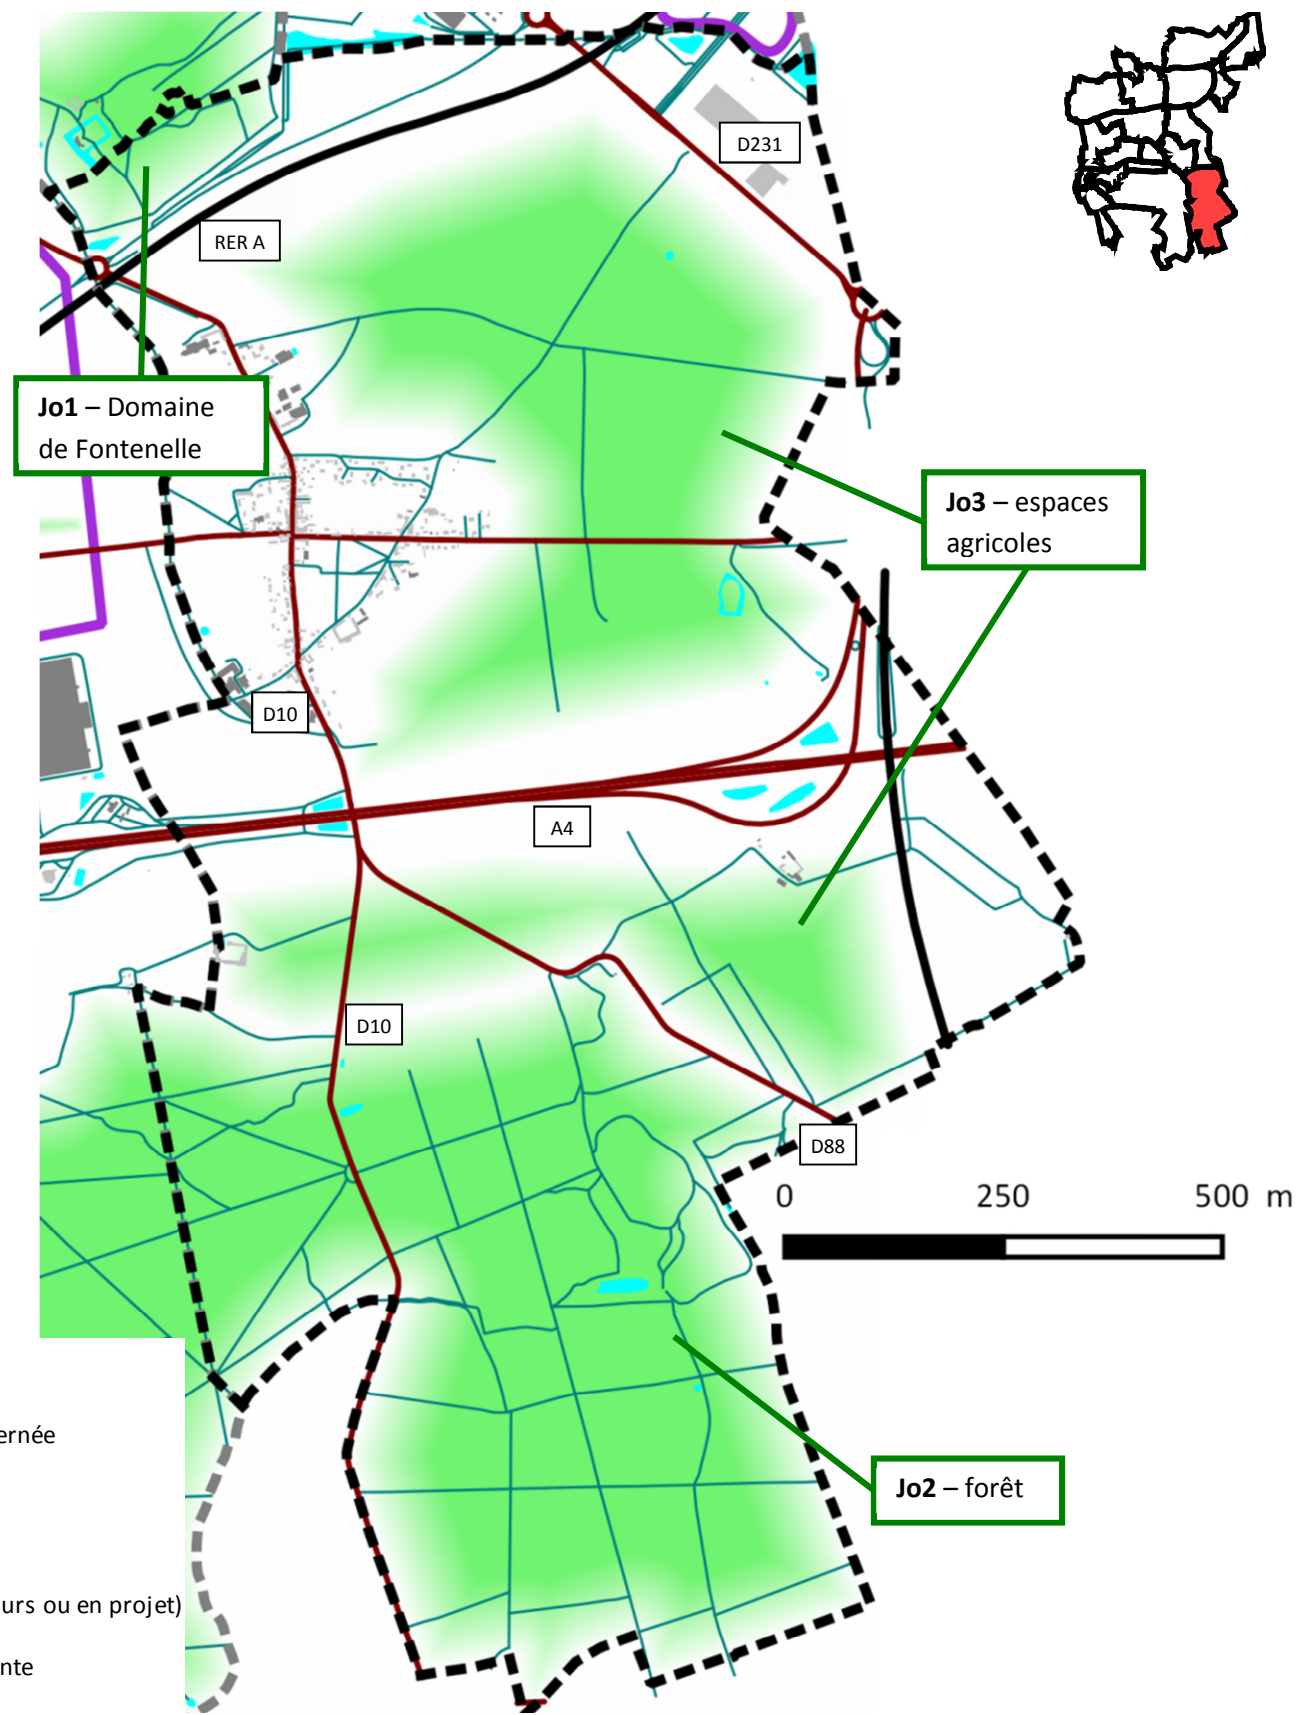 D231
RER A
Jo1 – Domaine
de Fontenelle
Jo3 – espaces
agricoles
D10
A4
D10
D88
0 250 500 m
Jo2 – forêt
ernée
urs ou en projet)
nte